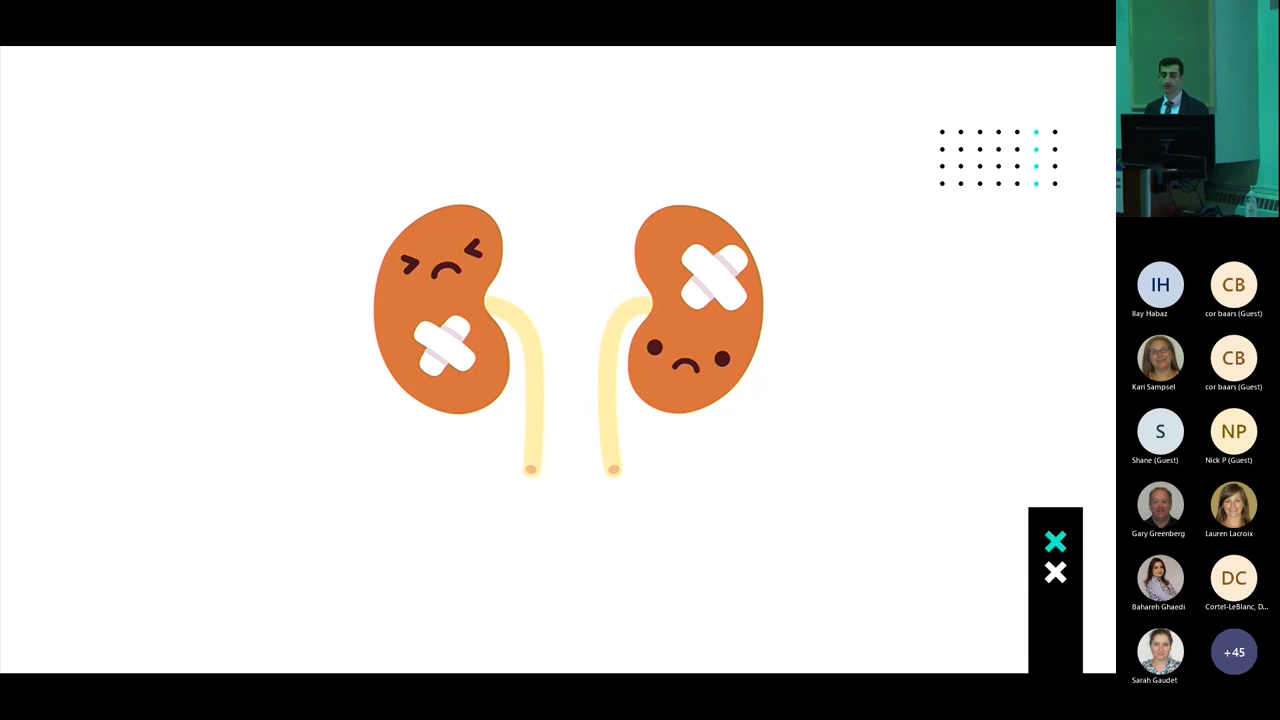 IH
CB
Ilay Habaz
cor baars (Guest)
CB
Kari Sampsel
cor baars (Guest)
S
NP
Shane (Guest)
Nick P (Guest)
Gary Greenberg
Lauren Lacroix
DC
Bahareh Ghaedi
Cortel-LeBlanc, D...
+45
Sarah Gaudet